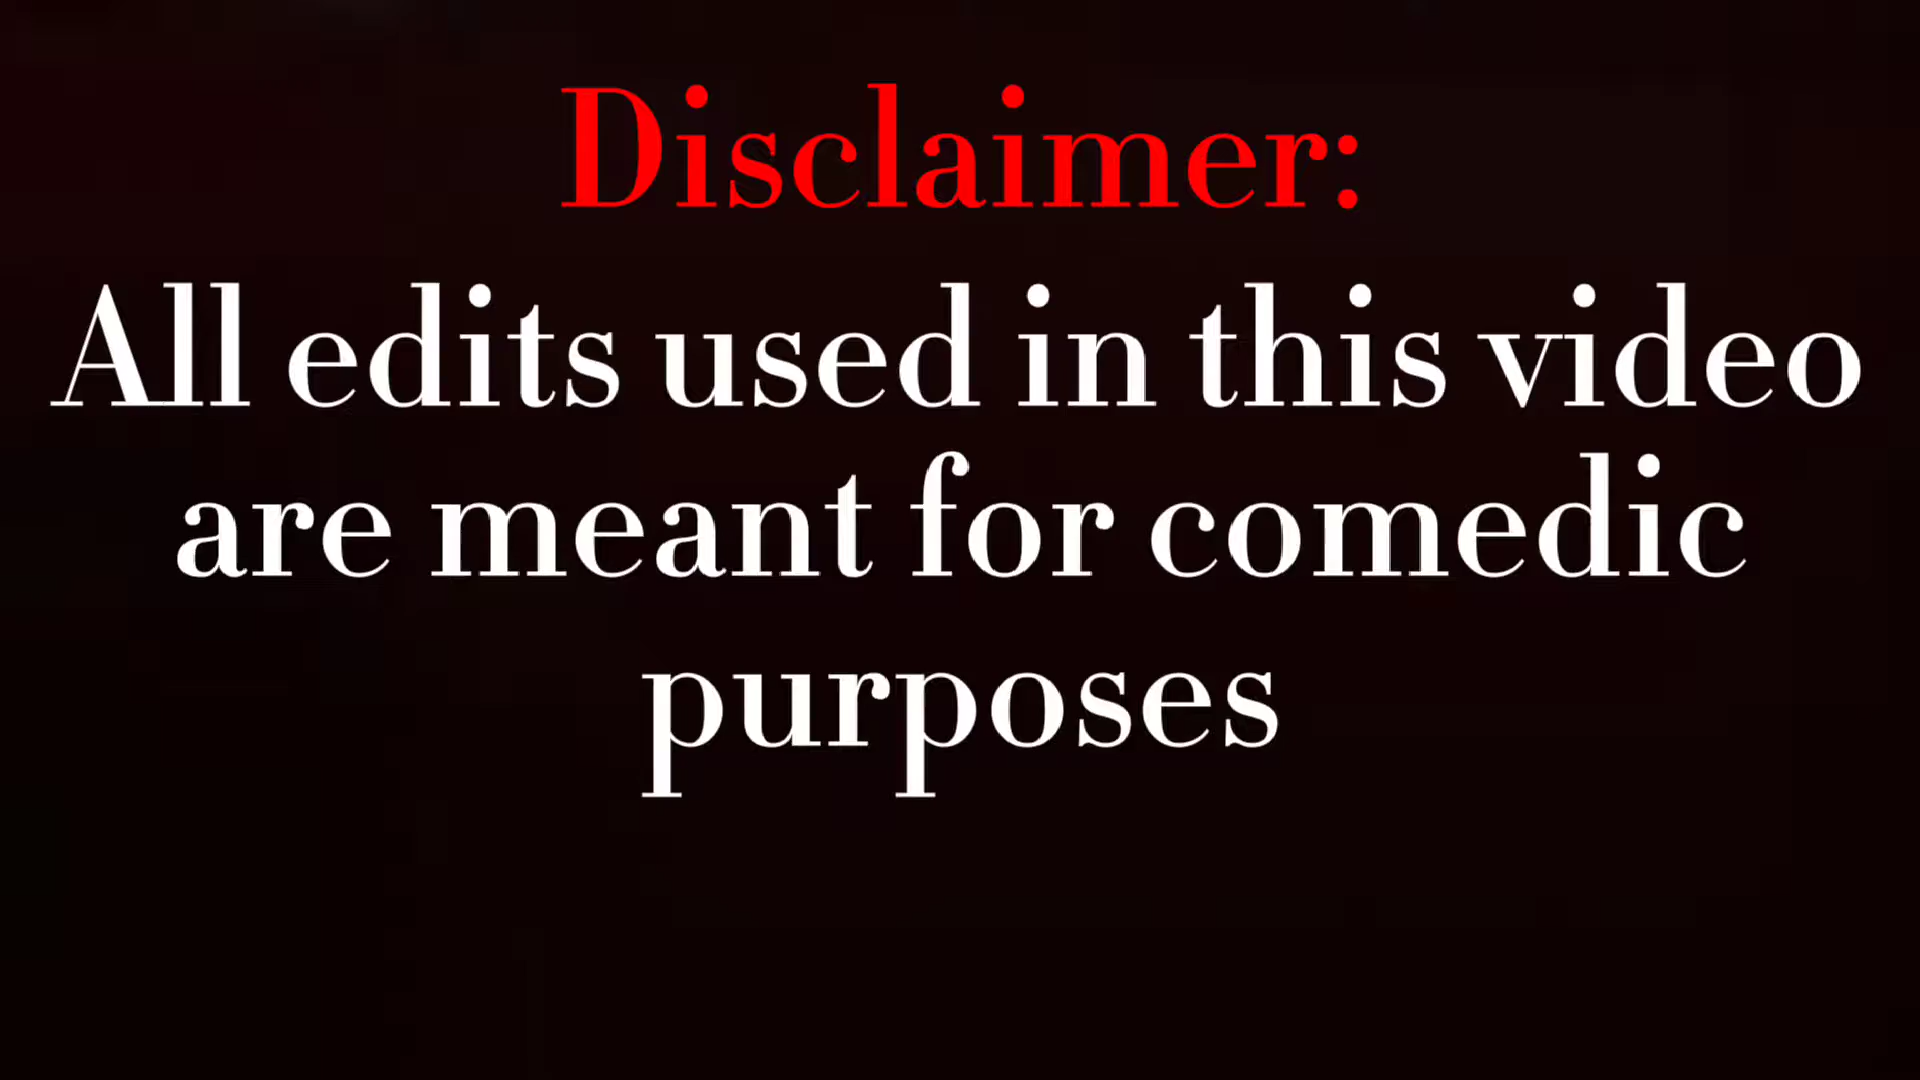 Disclaimer:
All edits used in this video
are meant for comedic
purposes